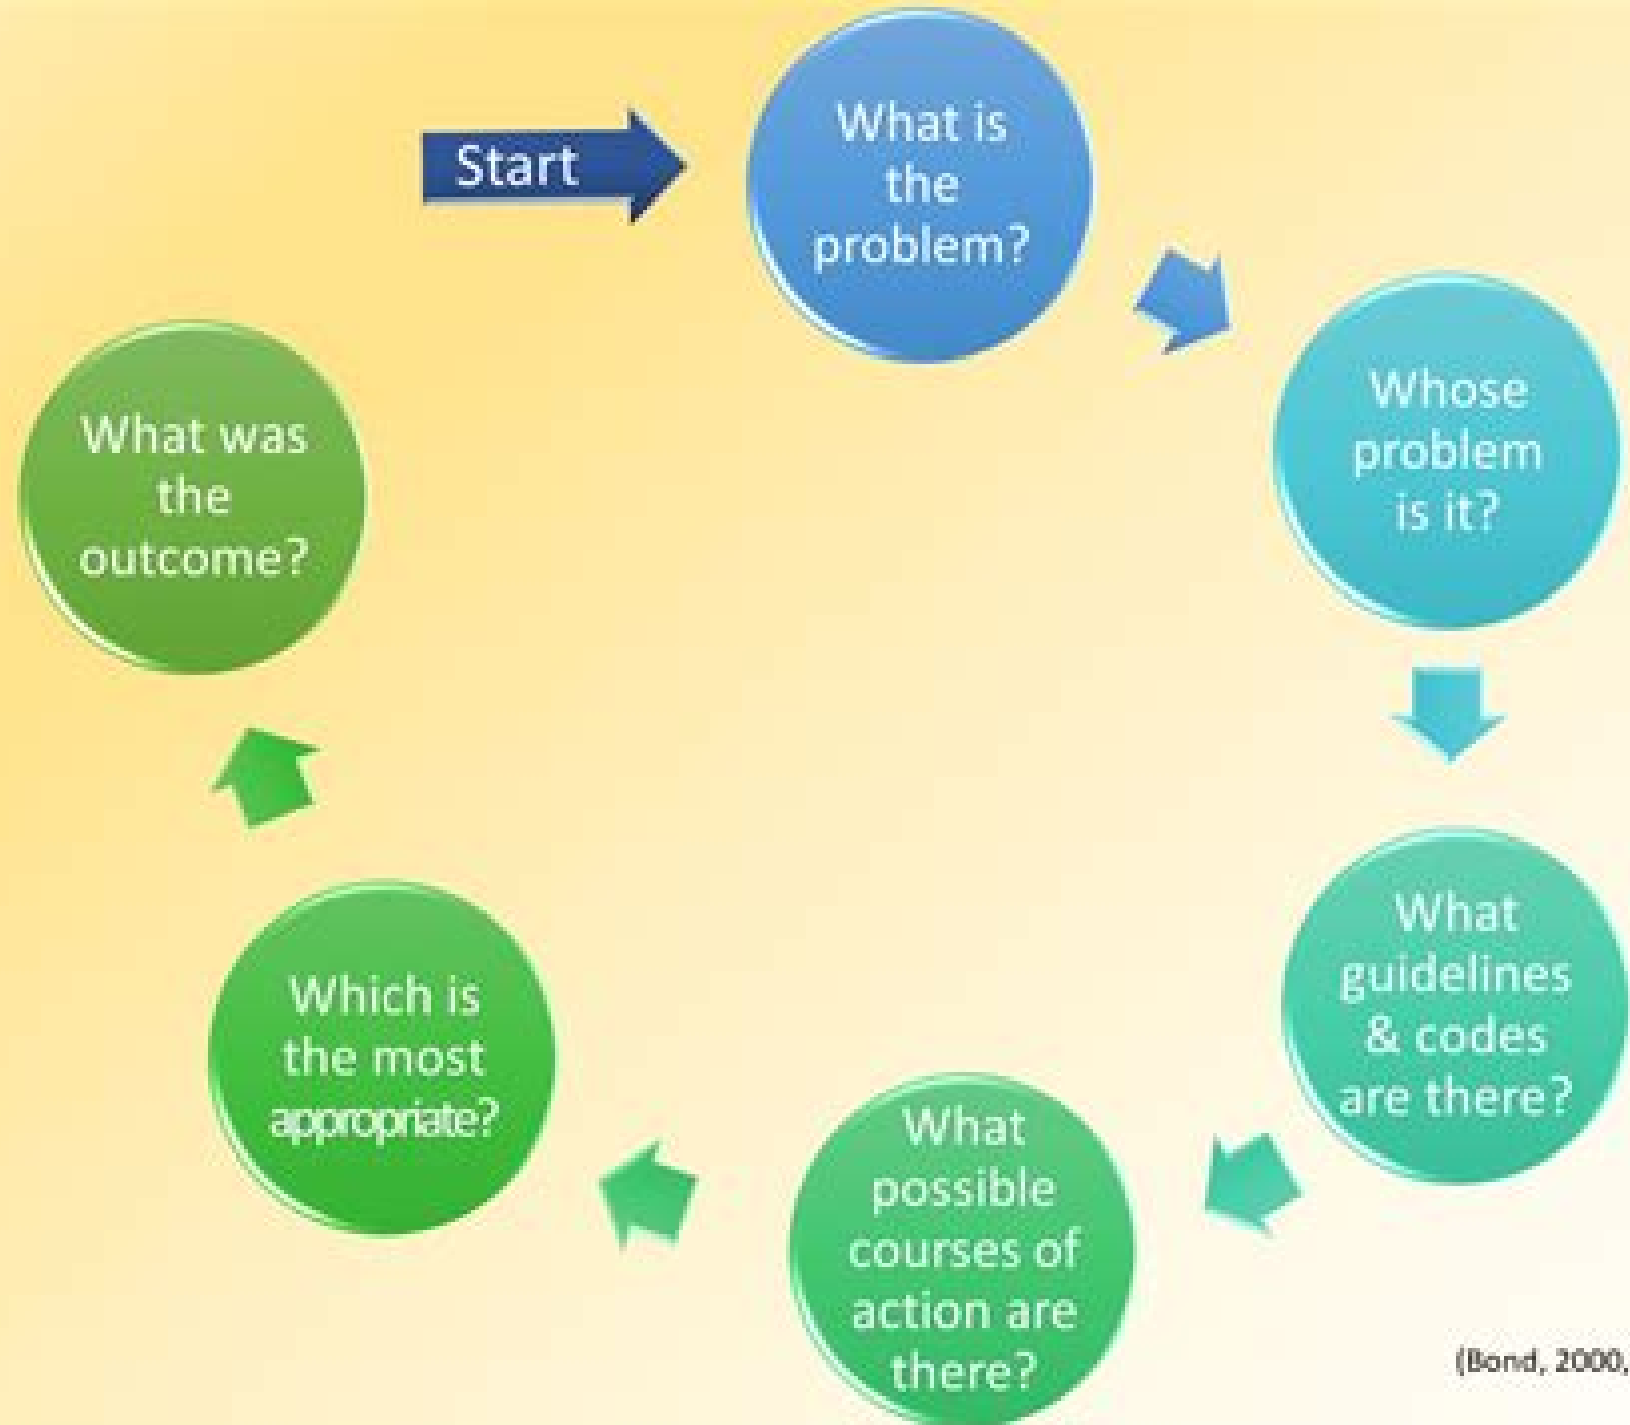 Start
What is
the
problem?
Whose
problem
is it?
What
guidelines
& codes
are there?
What
possible
courses of
action are
there?
Which is
the most
appropriate?
What was
the
outcome?
(Bond, 2000,